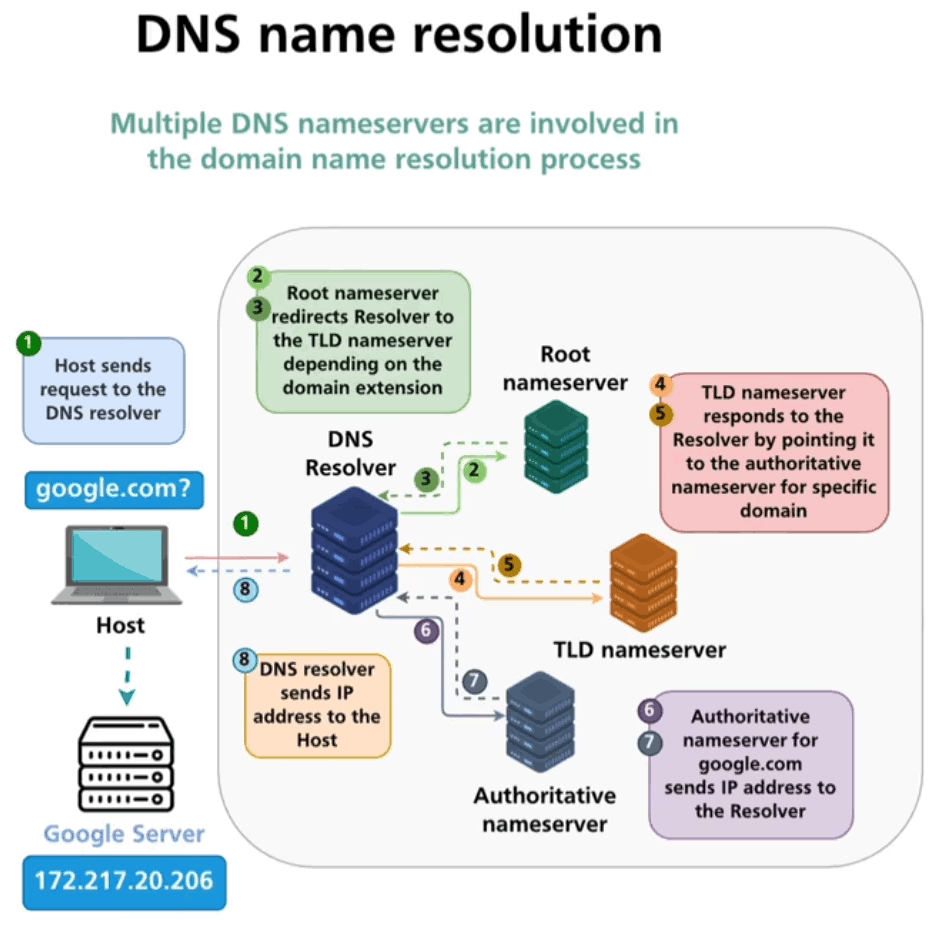 DNS name resolution
Multiple DNS nameservers are involved in
the domain name resolution process
2
3
Root nameserver
redirects Resolver to
the TLD nameserver
depending on the
domain extension
1
Host sends
request to the
DNS resolver
Root
nameserver
4
5
TLD nameserver
responds to the
Resolver by pointing it
to the authoritative
nameserver for specific
domain
DNS
Resolver
3
2
google.com?
1
8
5
4
Host
TLD nameserver
6
7
8
DNS resolver
sends IP
address to the
Host
6
7
Authoritative
nameserver for
google.com
sends IP address to
the Resolver
Authoritative
nameserver
Google Server
172.217.20.206